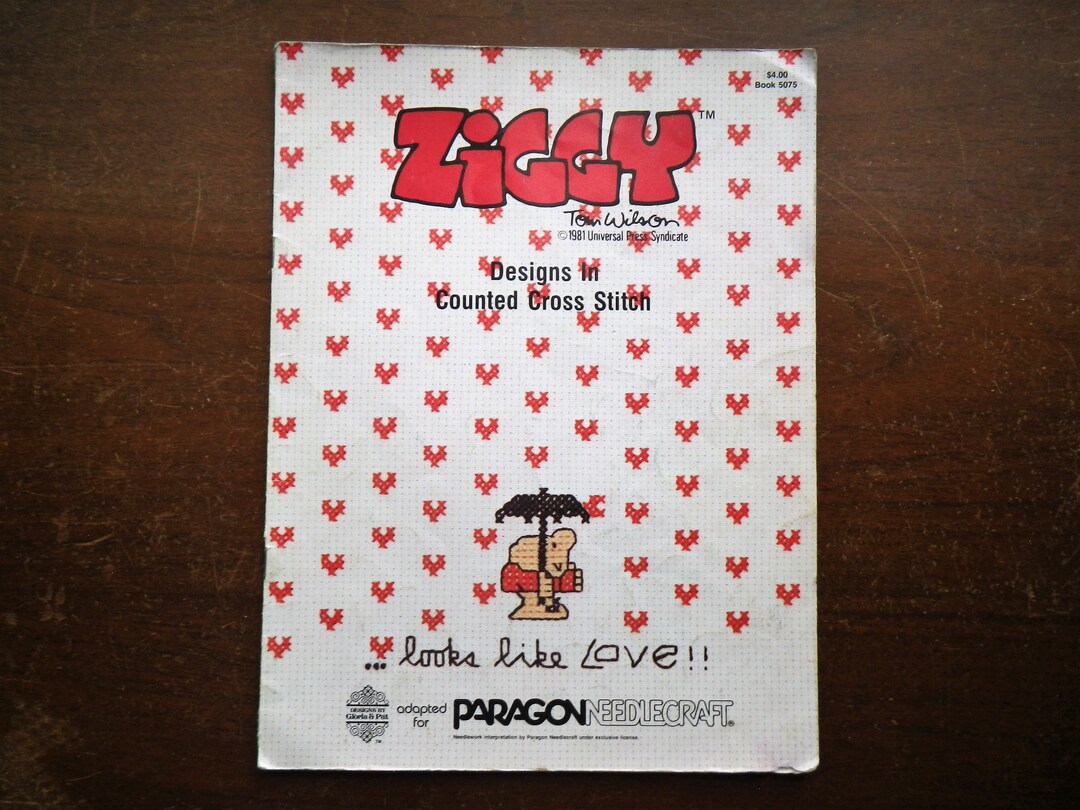 $4.00
Book 5075
ZiGGY™
Tom Wilson
©1981 Universal Press Syndicate
Designs In
Counted Cross Stitch
... looks like LOVE!!
DESIGNS BY
Gloria & Pat
™
adapted
for
PARAGON NEEDLECRAFT®
Needlework interpretation by Paragon Needlecraft under exclusive license.